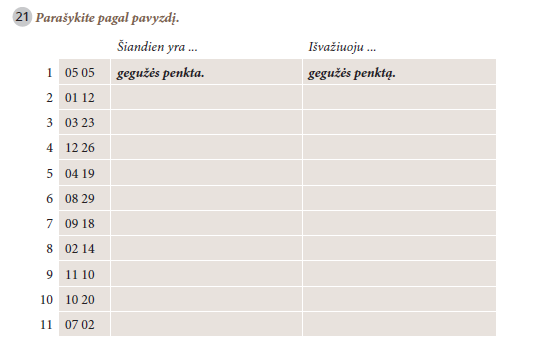 21 Parašykite pagal pavyzdį.
Šiandien yra ... Išvažiuoju ...
1 05 05 gegužės penkta. gegužės penktą.
2 01 12
3 03 23
4 12 26
5 04 19
6 08 29
7 09 18
8 02 14
9 11 10
10 10 20
11 07 02